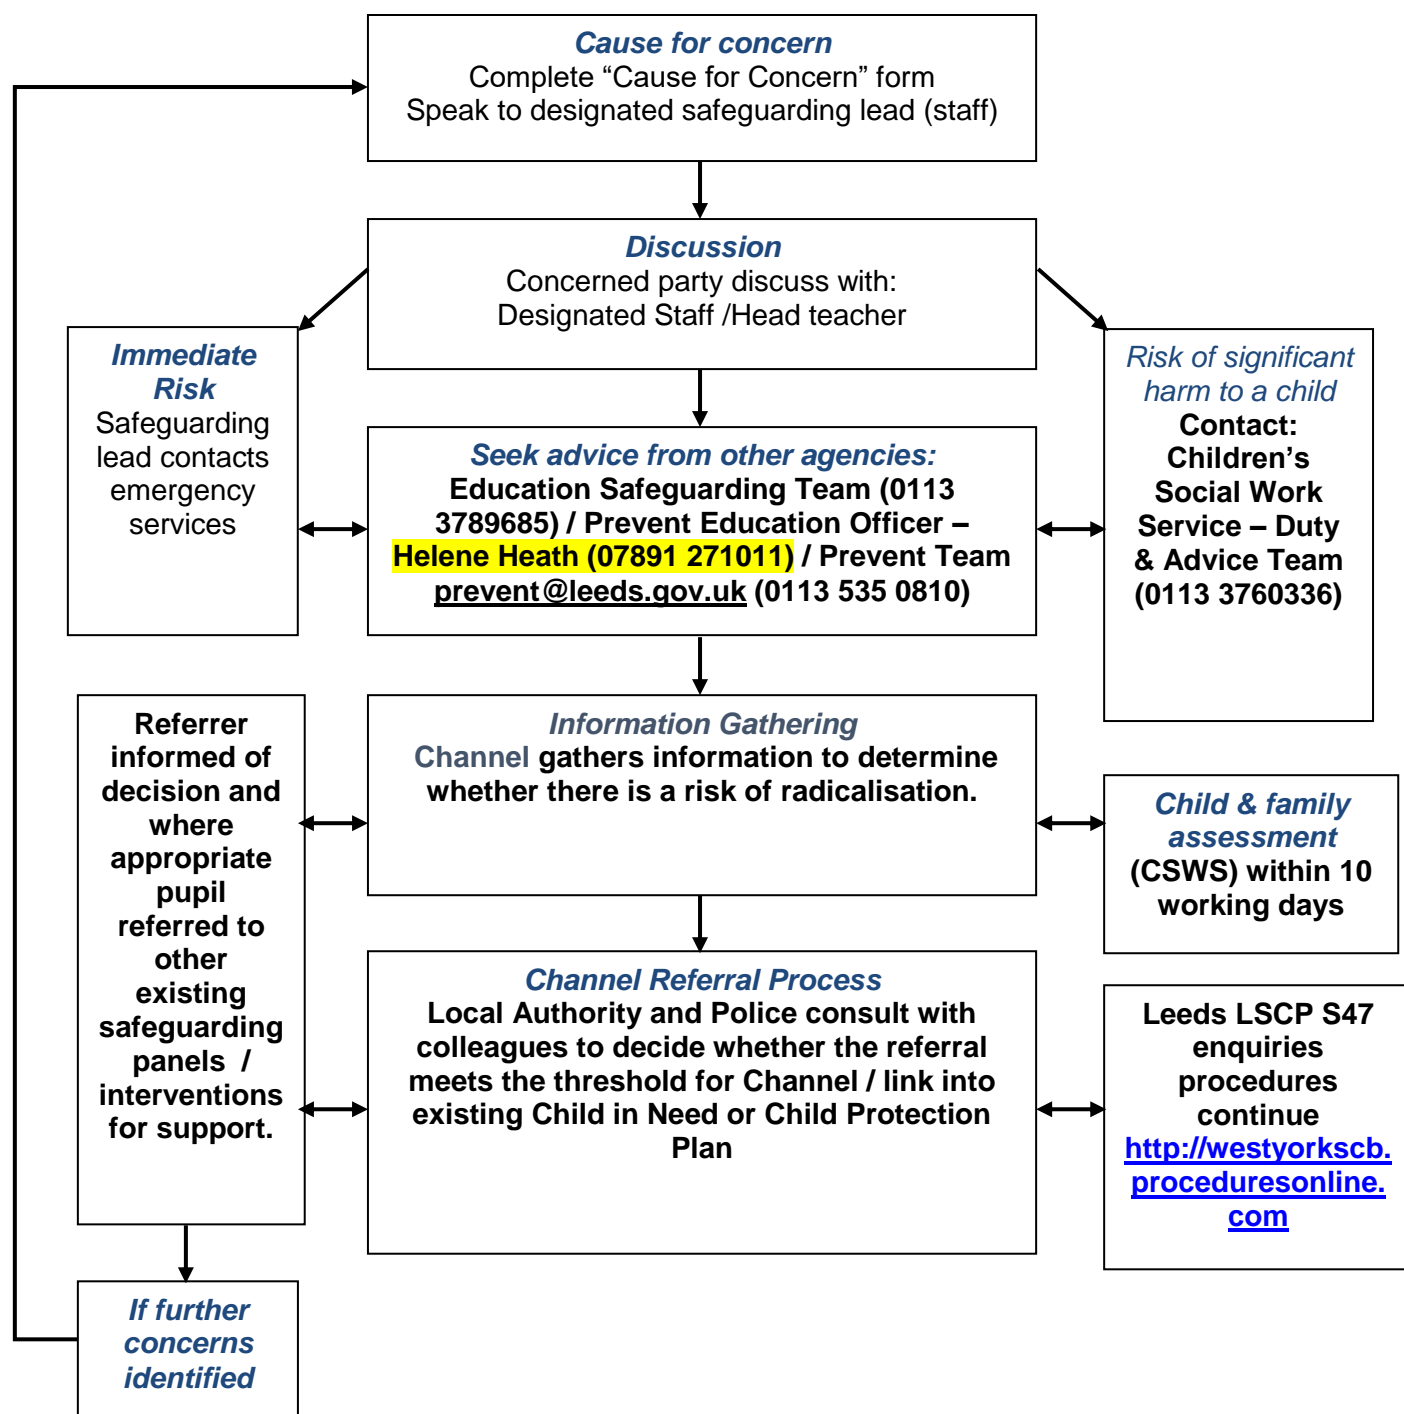 Cause for concern
Complete “Cause for Concern” form
Speak to designated safeguarding lead (staff)
Discussion
Concerned party discuss with:
Designated Staff /Head teacher
Immediate
Risk
Safeguarding
lead contacts
emergency
services
Seek advice from other agencies:
Education Safeguarding Team (0113
3789685) / Prevent Education Officer –
Helene Heath (07891 271011) / Prevent Team
prevent@leeds.gov.uk (0113 535 0810)
Risk of significant
harm to a child
Contact:
Children’s
Social Work
Service – Duty
& Advice Team
(0113 3760336)
Referrer
informed of
decision and
where
appropriate
pupil
referred to
other
existing
safeguarding
panels /
interventions
for support.
Information Gathering
Channel gathers information to determine
whether there is a risk of radicalisation.
Child & family
assessment
(CSWS) within 10
working days
Channel Referral Process
Local Authority and Police consult with
colleagues to decide whether the referral
meets the threshold for Channel / link into
existing Child in Need or Child Protection
Plan
Leeds LSCP S47
enquiries
procedures
continue
http://westyorkscb.
proceduresonline.
com
If further
concerns
identified